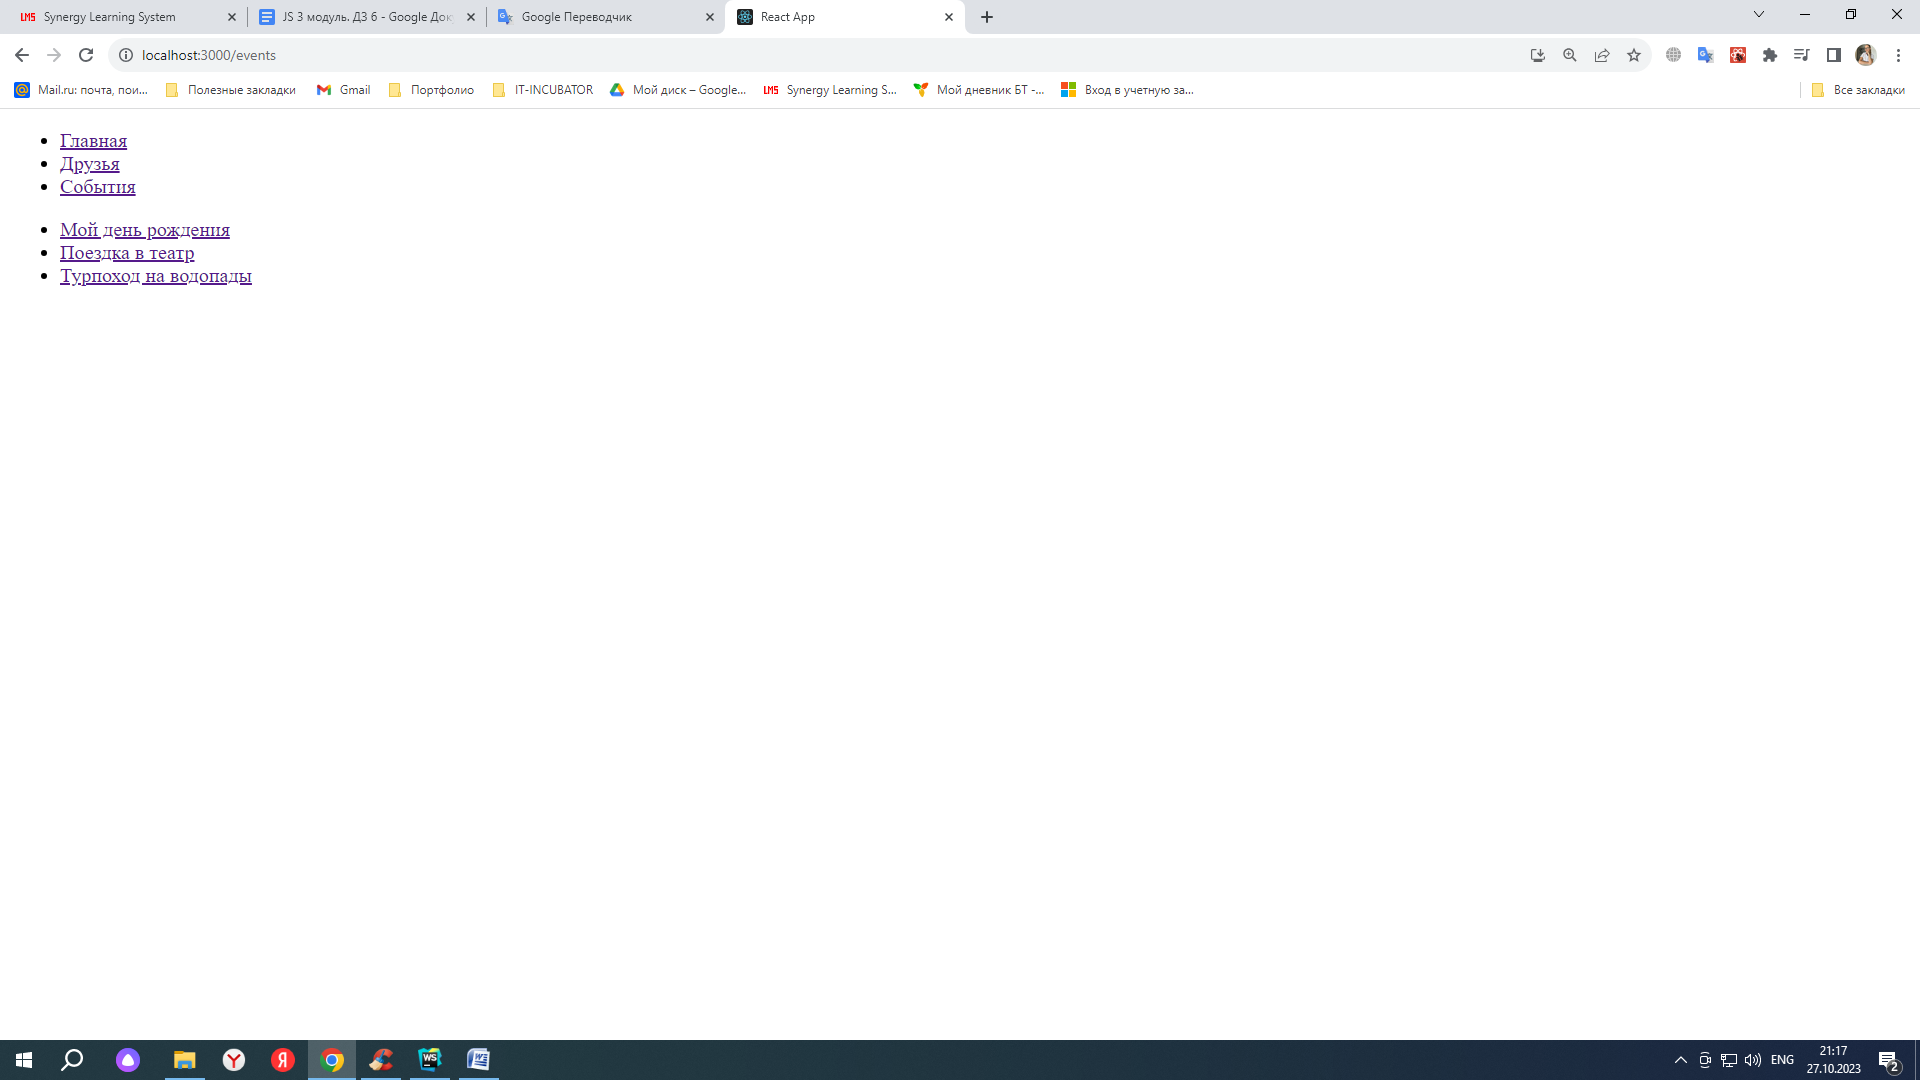 LMS Synergy Learning System
JS 3 модуль. ДЗ 6 - Google Док
Google Переводчик
React App
localhost:3000/events
Mail.ru: почта, пои...
Полезные закладки
Gmail
Портфолио
IT-INCUBATOR
Мой диск – Google...
LMS Synergy Learning S...
Мой дневник БТ -...
Вход в учетную за...
Все закладки
Главная
Друзья
События
Мой день рождения
Поездка в театр
Турпоход на водопады
ENG
21:17
27.10.2023
2